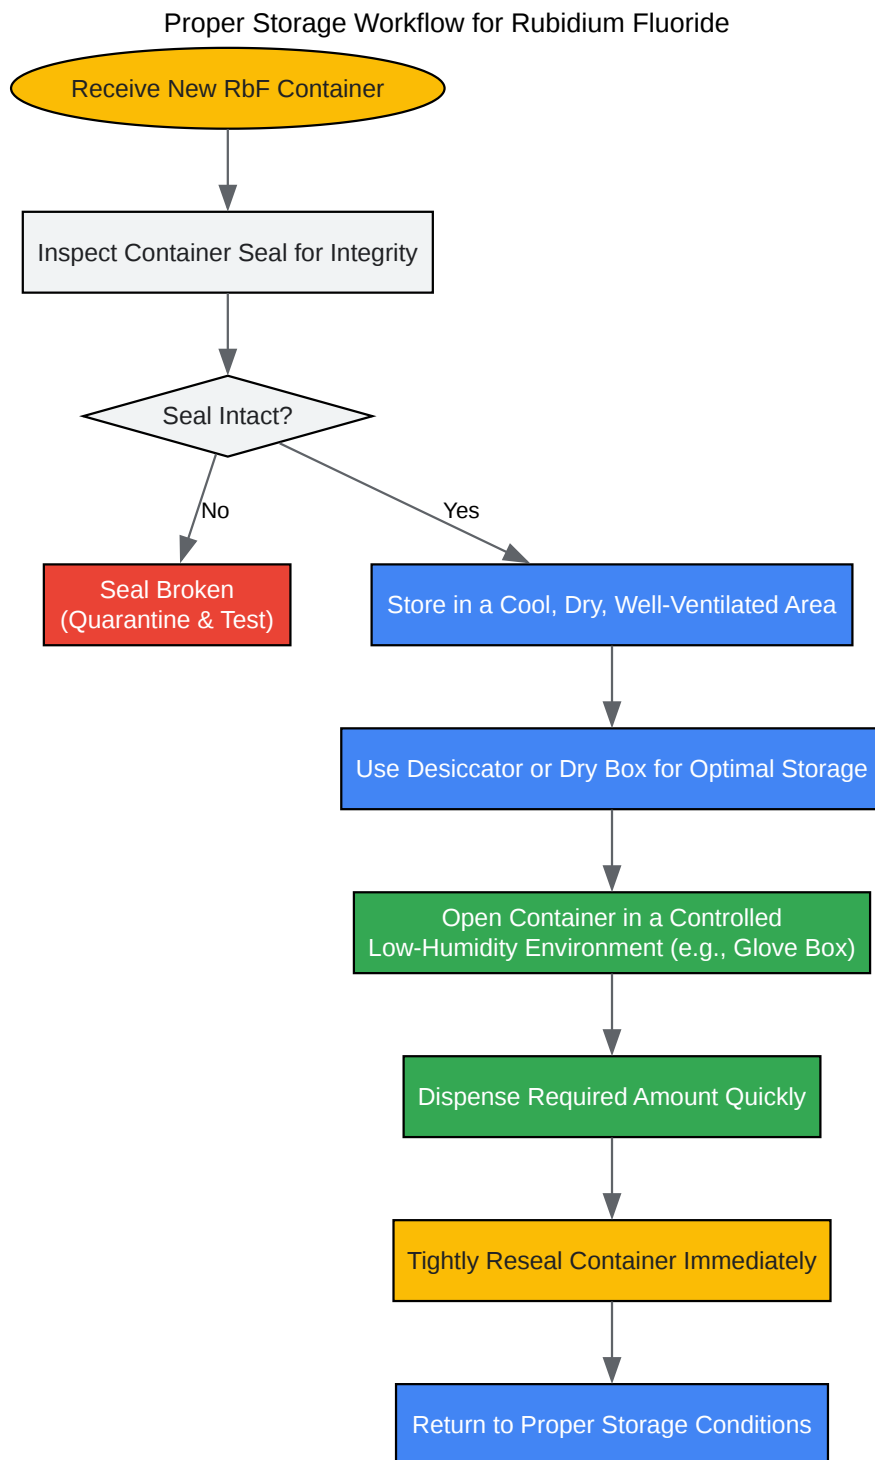 Proper Storage Workflow for Rubidium Fluoride
Receive New RbF Container
Inspect Container Seal for Integrity
Seal Intact?
No
Yes
Seal Broken
(Quarantine & Test)
Store in a Cool, Dry, Well-Ventilated Area
Use Desiccator or Dry Box for Optimal Storage
Open Container in a Controlled
Low-Humidity Environment (e.g., Glove Box)
Dispense Required Amount Quickly
Tightly Reseal Container Immediately
Return to Proper Storage Conditions